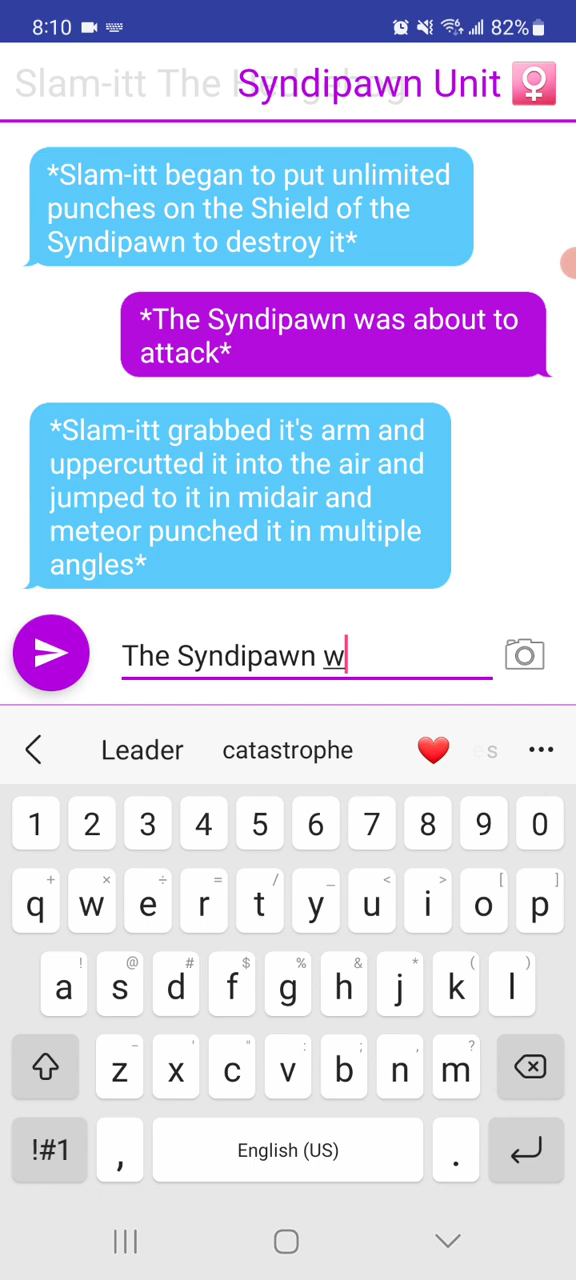 8:10 82%
Slam-itt The Hedgehog Syndipawn Unit
*Slam-itt began to put unlimited
punches on the Shield of the
Syndipawn to destroy it*
*The Syndipawn was about to
attack*
*Slam-itt grabbed it's arm and
uppercutted it into the air and
jumped to it in midair and
meteor punched it in multiple
angles*
The Syndipawn w
Leader catastrophe s
1 2 3 4 5 6 7 8 9 0
+ × ÷ = / _ < > [ ]
q w e r t y u i o p
! @ # $ % & * ( )
a s d f g h j k l
- ' " : ; , ?
z x c v b n m
!#1 , English (US) .